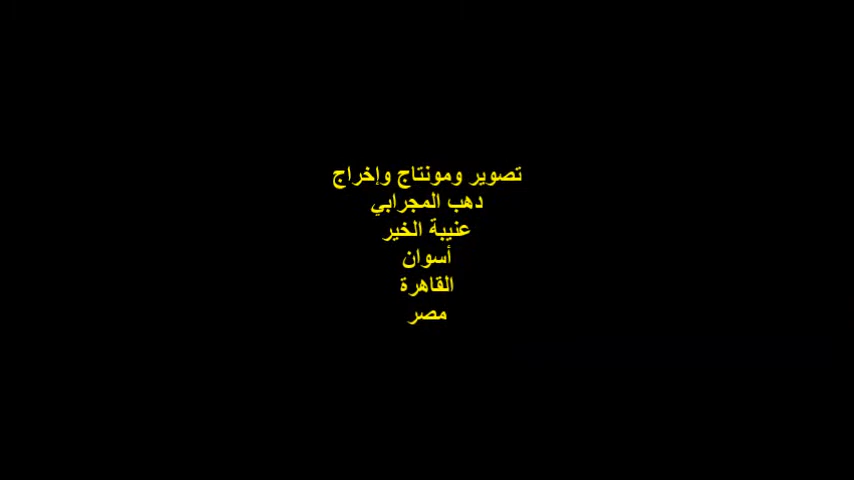 تصوير ومونتاج وإخراج
دهب المجرابي
عنيبة الخير
أسوان
القاهرة
مصر